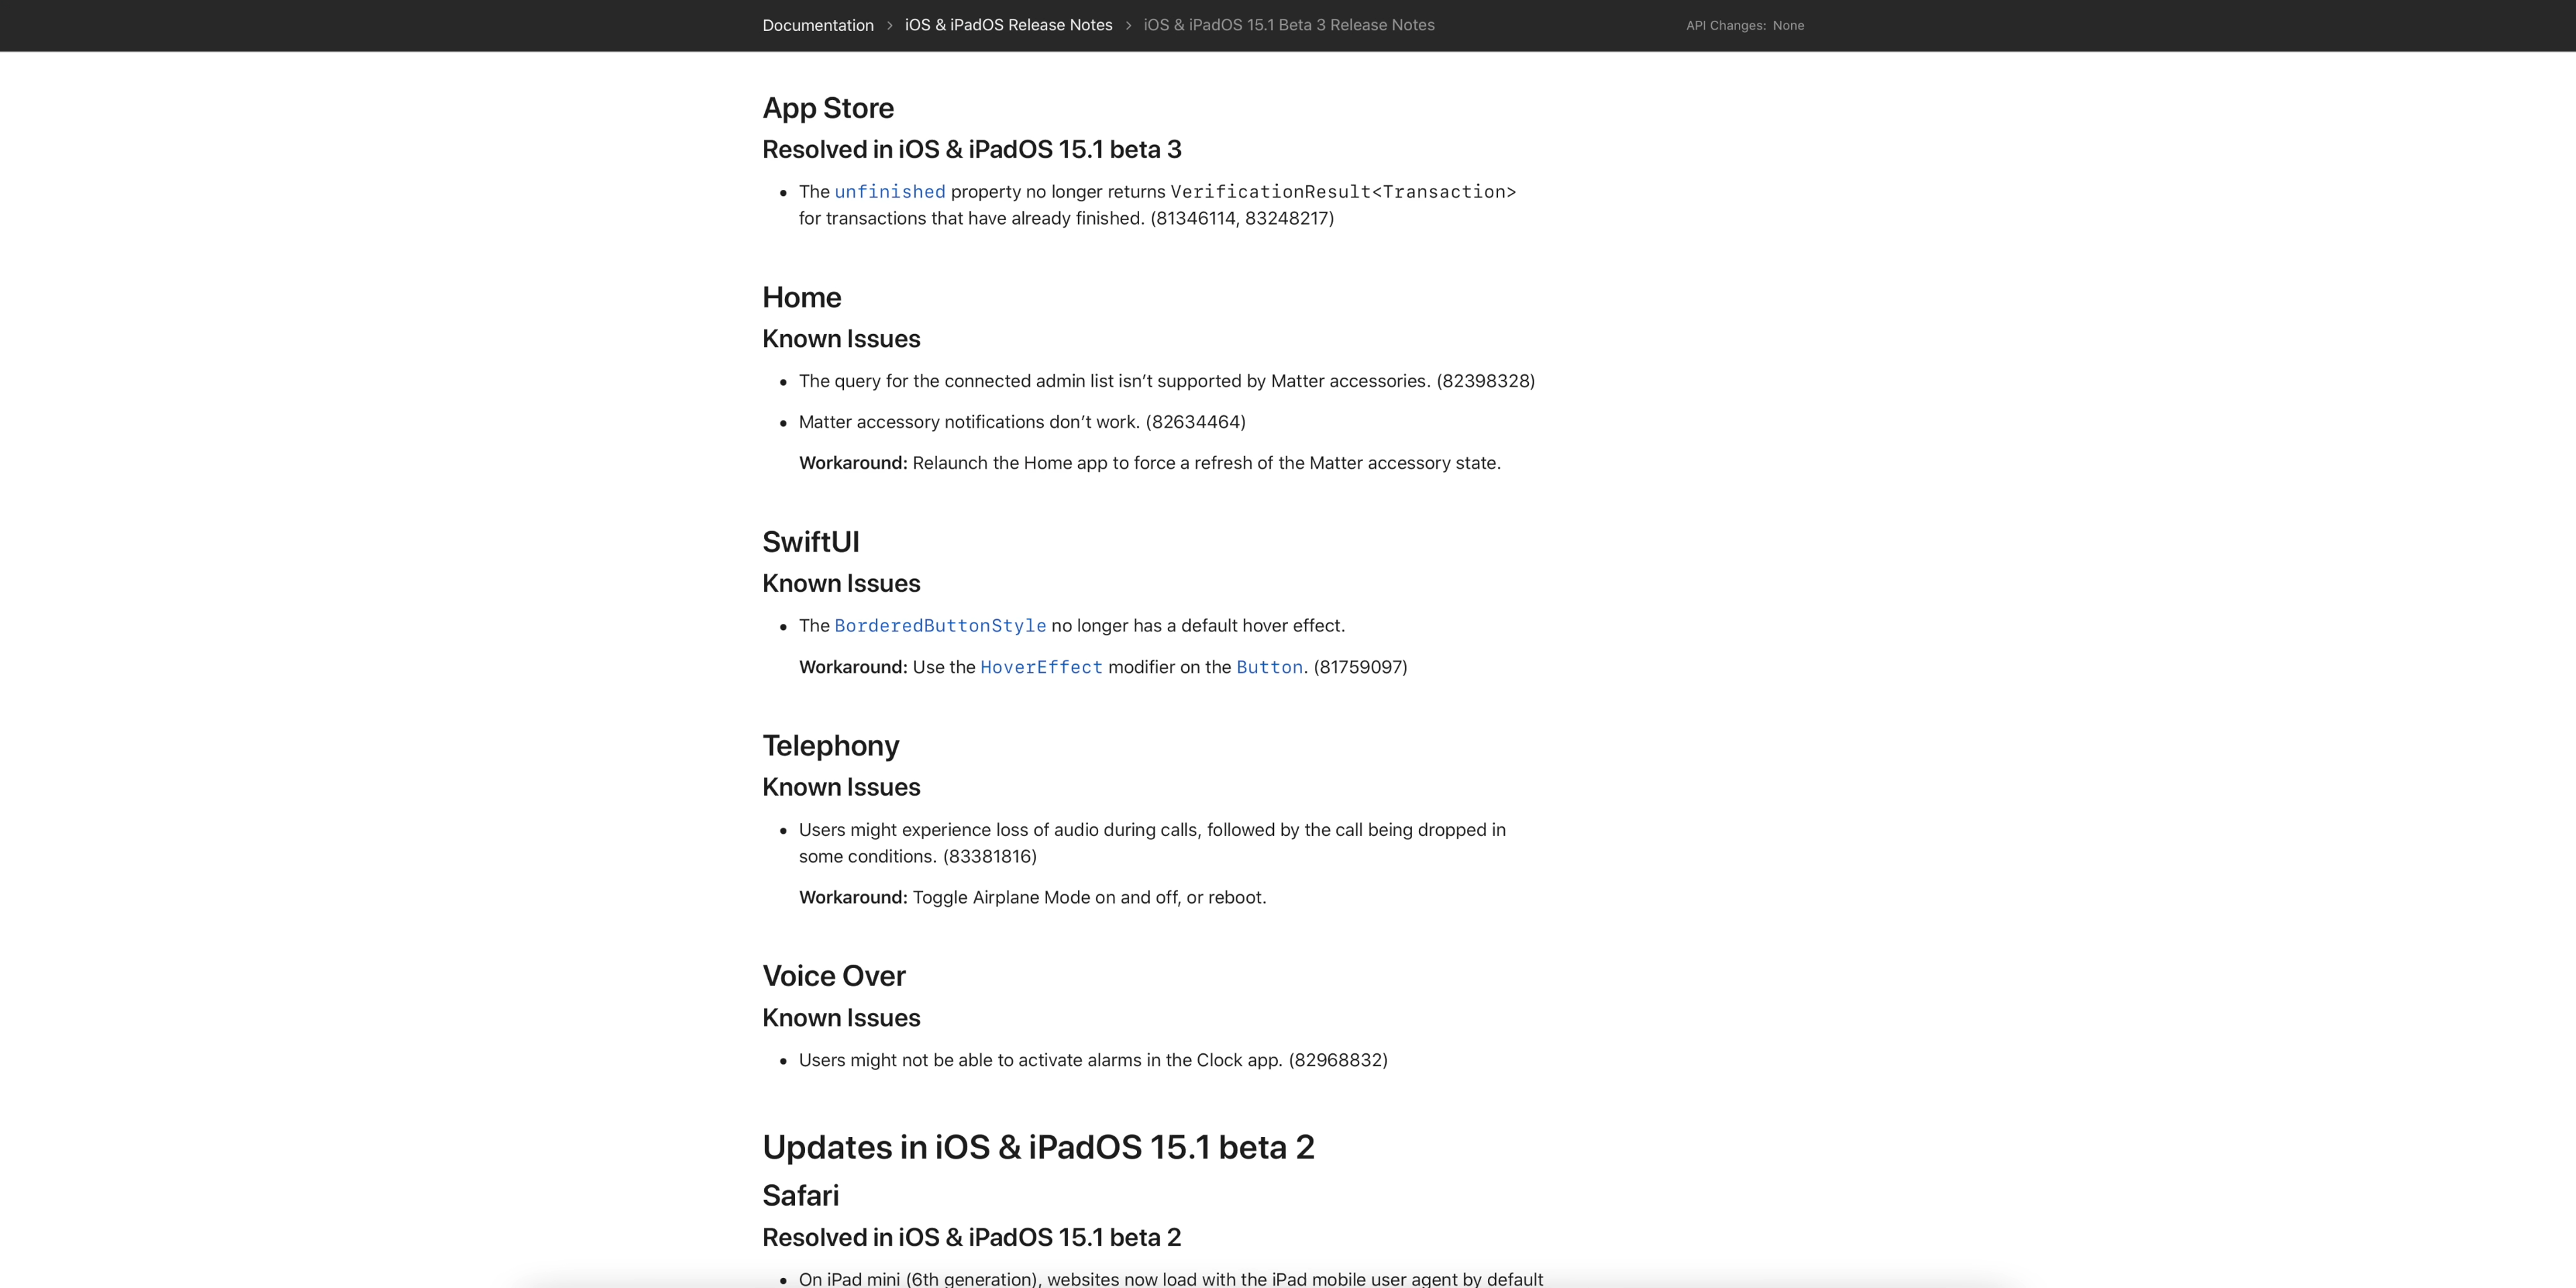 Documentation > iOS & iPadOS Release Notes > iOS & iPadOS 15.1 Beta 3 Release Notes API Changes: None
App Store
Resolved in iOS & iPadOS 15.1 beta 3
• The unfinished property no longer returns VerificationResult<Transaction>
for transactions that have already finished. (81346114, 83248217)
Home
Known Issues
• The query for the connected admin list isn’t supported by Matter accessories. (82398328)
• Matter accessory notifications don’t work. (82634464)
Workaround: Relaunch the Home app to force a refresh of the Matter accessory state.
SwiftUI
Known Issues
• The BorderedButtonStyle no longer has a default hover effect.
Workaround: Use the HoverEffect modifier on the Button. (81759097)
Telephony
Known Issues
• Users might experience loss of audio during calls, followed by the call being dropped in
some conditions. (83381816)
Workaround: Toggle Airplane Mode on and off, or reboot.
Voice Over
Known Issues
• Users might not be able to activate alarms in the Clock app. (82968832)
Updates in iOS & iPadOS 15.1 beta 2
Safari
Resolved in iOS & iPadOS 15.1 beta 2
• On iPad mini (6th generation), websites now load with the iPad mobile user agent by default